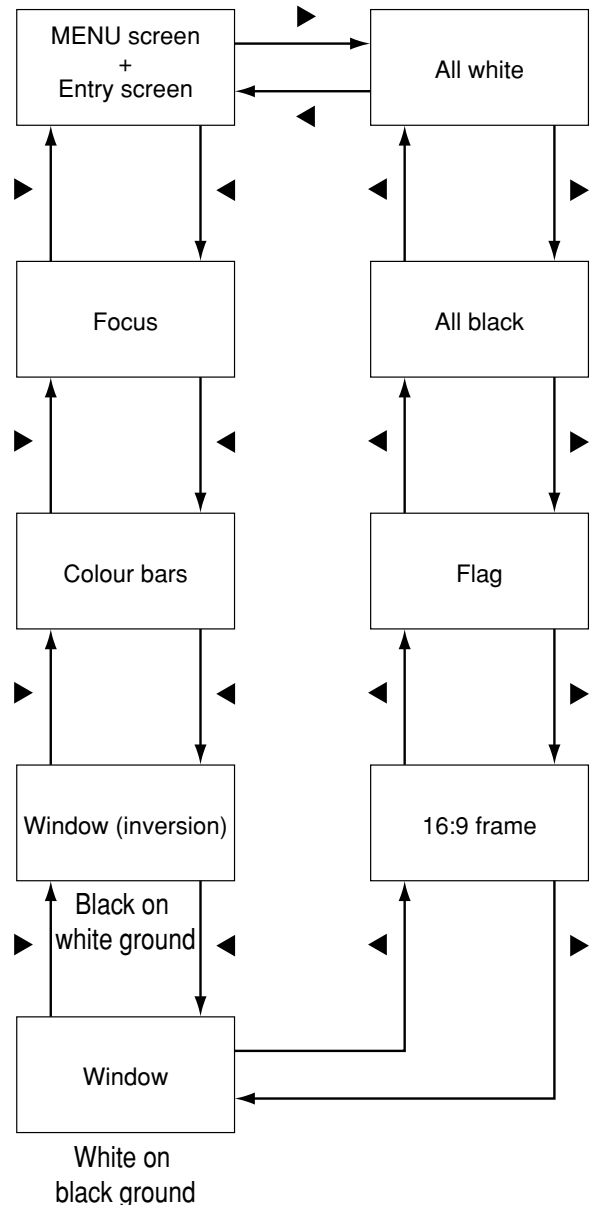 MENU screen
+
Entry screen
All white
Focus
All black
Colour bars
Flag
Window (inversion)
16:9 frame
Black on
white ground
Window
White on
black ground